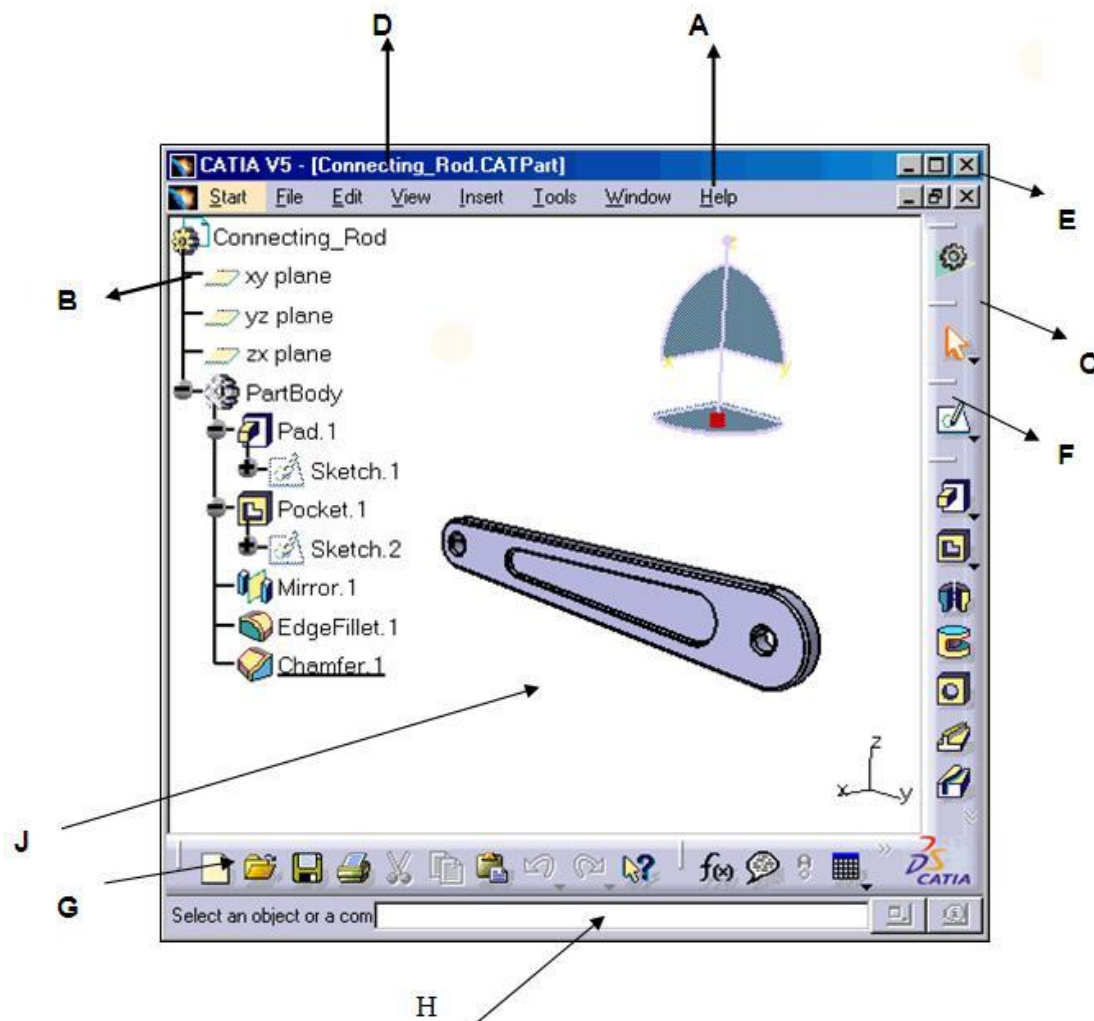 D
A
CATIA V5 - [Connecting_Rod.CATPart]
Start File Edit View Insert Tools Window Help
E
Connecting_Rod
z
B
xy plane
C
yz plane
zx plane
x y
PartBody
F
Pad.1
Sketch.1
Pocket.1
Sketch.2
Mirror.1
EdgeFillet.1
Chamfer.1
z
x y
J
f(x)
DS
CATIA
G
Select an object or a com
H